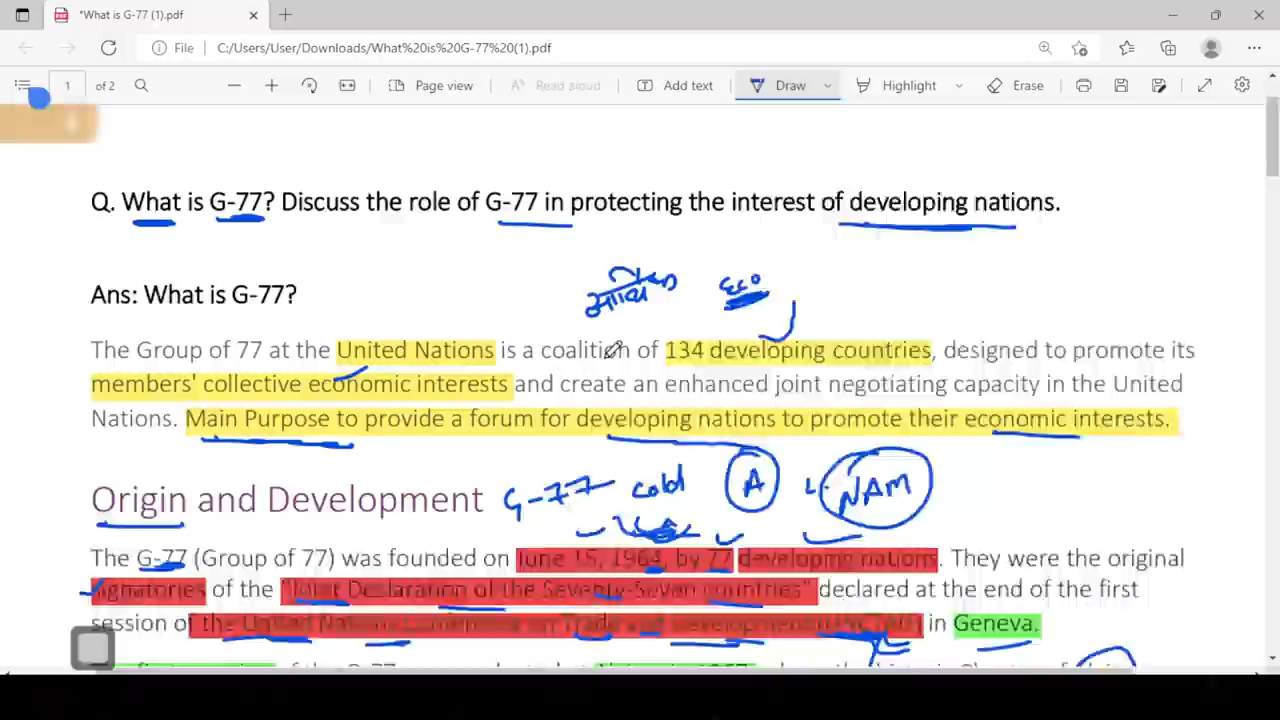 *What is G-77 (1).pdf
File C:/Users/User/Downloads/What%20is%20G-77%20(1).pdf
1 of 2 Page view Read aloud Add text Draw Highlight Erase
Q. What is G-77? Discuss the role of G-77 in protecting the interest of developing nations.
Eco
Ans: What is G-77?
The Group of 77 at the United Nations is a coalition of 134 developing countries, designed to promote its
members' collective economic interests and create an enhanced joint negotiating capacity in the United
Nations. Main Purpose to provide a forum for developing nations to promote their economic interests.
G-77 cold A NAM
Origin and Development
The G-77 (Group of 77) was founded on June 15, 1964, by 77 developing nations. They were the original
signatories of the "Joint Declaration of the Seventy-Seven countries" declared at the end of the first
session of the United Nations Conference on Trade and Development in Geneva.